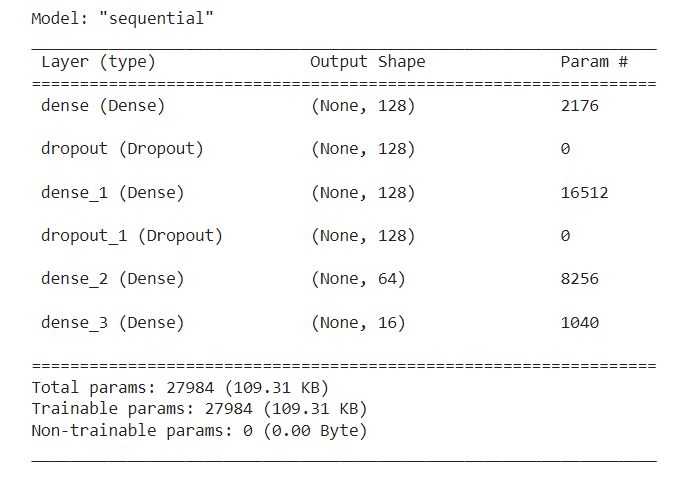 Model: "sequential"
_________________________________________________________________
Layer (type) Output Shape Param #
=================================================================
dense (Dense) (None, 128) 2176
dropout (Dropout) (None, 128) 0
dense_1 (Dense) (None, 128) 16512
dropout_1 (Dropout) (None, 128) 0
dense_2 (Dense) (None, 64) 8256
dense_3 (Dense) (None, 16) 1040
=================================================================
Total params: 27984 (109.31 KB)
Trainable params: 27984 (109.31 KB)
Non-trainable params: 0 (0.00 Byte)
_________________________________________________________________